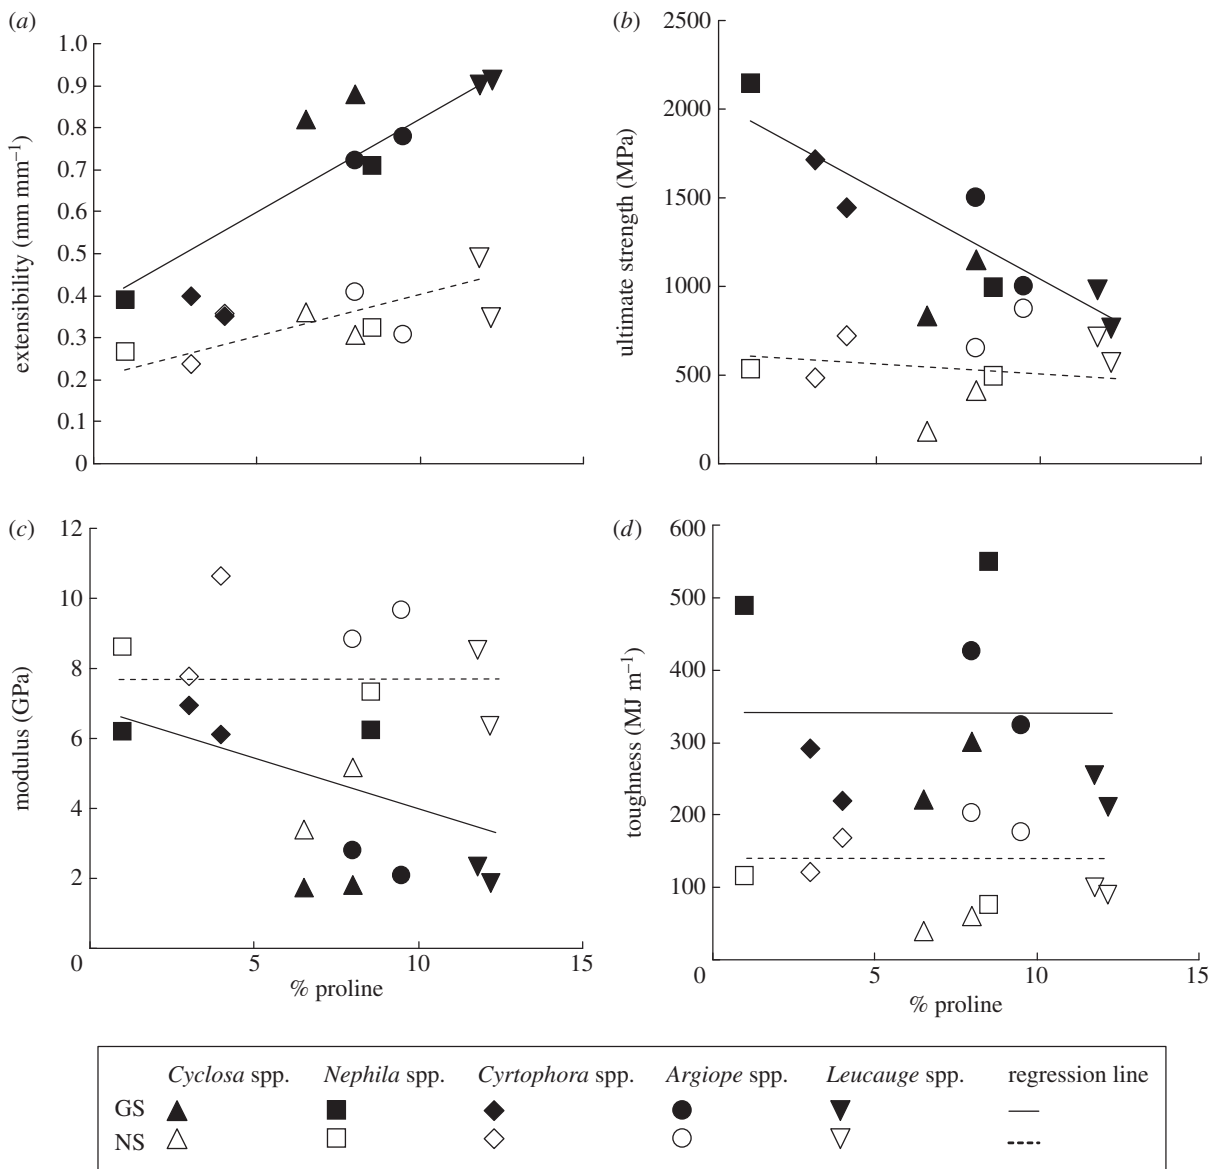 (a)
1.0
0.9
0.8
0.7
0.6
0.5
0.4
0.3
0.2
0.1
0
extensibility (mm mm⁻¹)
(b)
2500
2000
1500
1000
500
0
ultimate strength (MPa)
(c)
12
10
8
6
4
2
0
5
10
15
modulus (GPa)
% proline
(d)
600
500
400
300
200
100
0
5
10
15
toughness (MJ m⁻¹)
% proline
Cyclosa spp. Nephila spp. Cyrtophora spp. Argiope spp. Leucauge spp. regression line
GS
NS